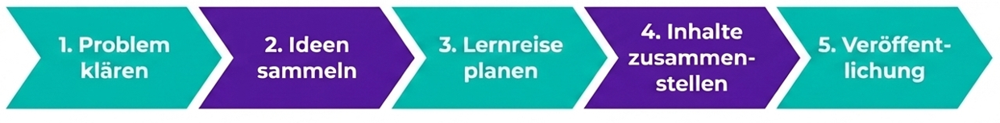 1. Problem
klären
2. Ideen
sammeln
3. Lernreise
planen
4. Inhalte
zusammen-
stellen
5. Veröffent-
lichung